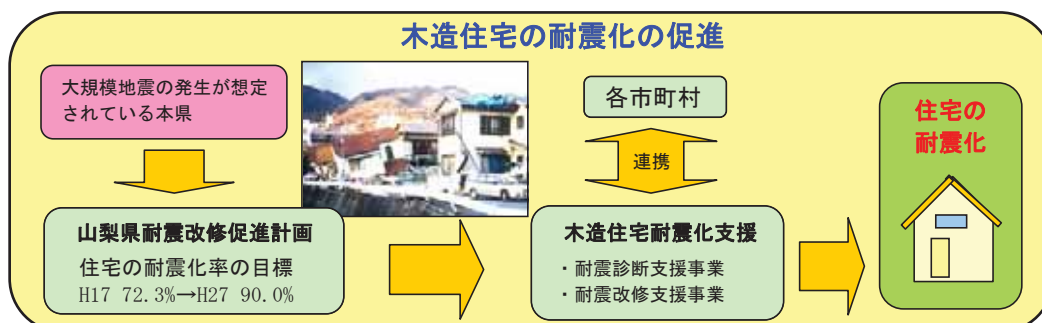 木造住宅の耐震化の促進
大規模地震の発生が想定
されている本県
各市町村
連携
山梨県耐震改修促進計画
住宅の耐震化率の目標
H17 72.3%→H27 90.0%
木造住宅耐震化支援
・耐震診断支援事業
・耐震改修支援事業
住宅の
耐震化